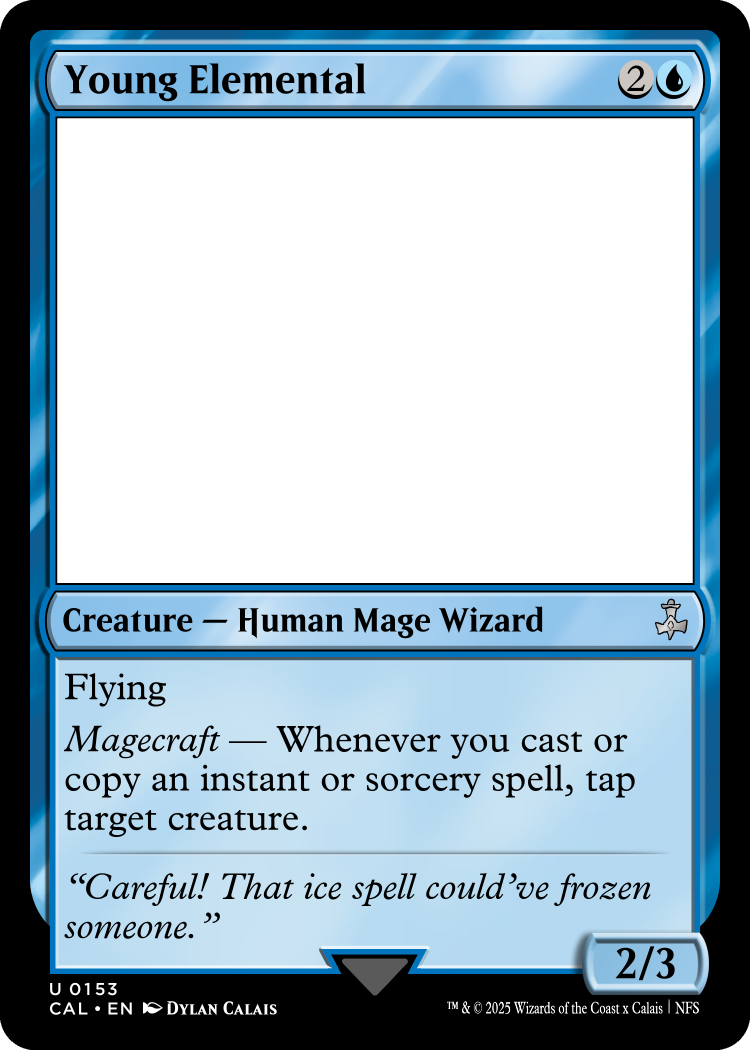 Young Elemental 2
Creature — Human Mage Wizard
Flying
Magecraft — Whenever you cast or
copy an instant or sorcery spell, tap
target creature.
“Careful! That ice spell could’ve frozen
someone.”
2/3
U 0153
CAL • EN DYLAN CALAIS
™ & © 2025 Wizards of the Coast x Calais | NFS